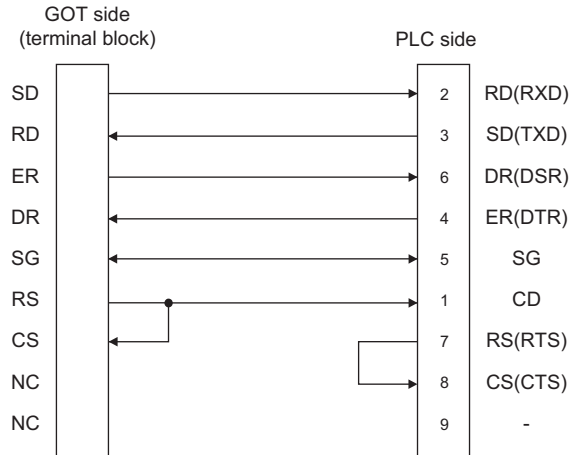 GOT side
(terminal block)
PLC side
SD 2 RD(RXD)
RD 3 SD(TXD)
ER 6 DR(DSR)
DR 4 ER(DTR)
SG 5 SG
RS 1 CD
CS 7 RS(RTS)
NC 8 CS(CTS)
NC 9 -